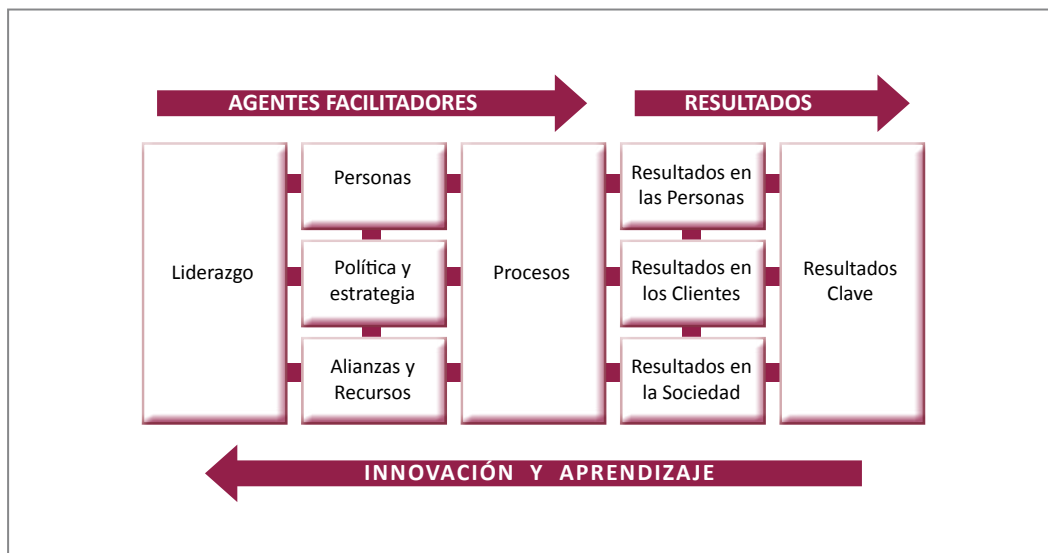 AGENTES FACILITADORES
RESULTADOS
Liderazgo
Personas
Política y
estrategia
Alianzas y
Recursos
Procesos
Resultados en
las Personas
Resultados en
los Clientes
Resultados en
la Sociedad
Resultados
Clave
INNOVACIÓN Y APRENDIZAJE